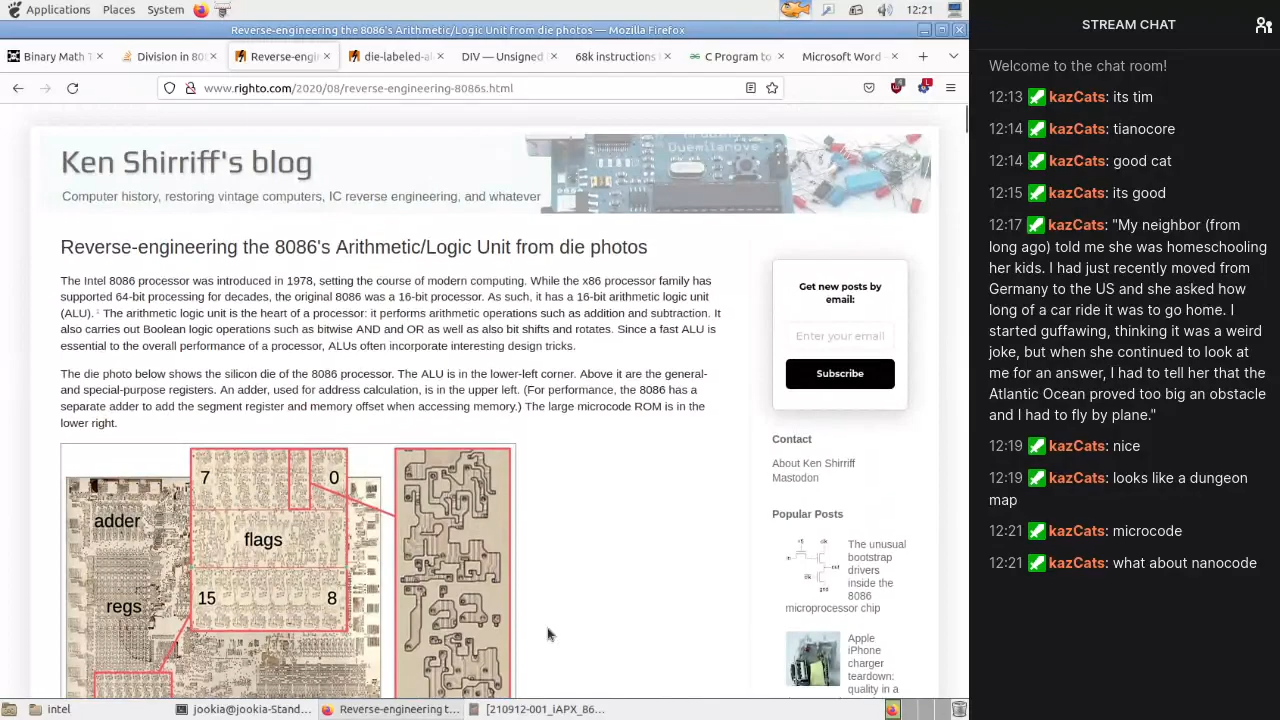 Applications Places System 12:21
Reverse-engineering the 8086's Arithmetic/Logic Unit from die photos — Mozilla Firefox
Binary Math T
Division in 80
Reverse-engin
die-labeled-al
DIV — Unsigned
68k instructions
C Program to
Microsoft Word -
www.righto.com/2020/08/reverse-engineering-8086s.html
Ken Shirriff's blog
Computer history, restoring vintage computers, IC reverse engineering, and whatever
Duemilanove
Reverse-engineering the 8086's Arithmetic/Logic Unit from die photos
The Intel 8086 processor was introduced in 1978, setting the course of modern computing. While the x86 processor family has
supported 64-bit processing for decades, the original 8086 was a 16-bit processor. As such, it has a 16-bit arithmetic logic unit
(ALU). The arithmetic logic unit is the heart of a processor: it performs arithmetic operations such as addition and subtraction. It
also carries out Boolean logic operations such as bitwise AND and OR as well as also bit shifts and rotates. Since a fast ALU is
essential to the overall performance of a processor, ALUs often incorporate interesting design tricks.
The die photo below shows the silicon die of the 8086 processor. The ALU is in the lower-left corner. Above it are the general-
and special-purpose registers. An adder, used for address calculation, is in the upper left. (For performance, the 8086 has a
separate adder to add the segment register and memory offset when accessing memory.) The large microcode ROM is in the
lower right.
7 0
adder
flags
regs
15 8
Get new posts by
email:
Enter your email
Subscribe
Contact
About Ken Shirriff
Mastodon
Popular Posts
The unusual
bootstrap
drivers
inside the
8086
microprocessor chip
Apple
iPhone
charger
teardown:
quality in a
intel
jookia@jookia-Stand...
Reverse-engineering t...
[210912-001_iAPX_86...
STREAM CHAT
Welcome to the chat room!
12:13 kazCats: its tim
12:14 kazCats: tianocore
12:14 kazCats: good cat
12:15 kazCats: its good
12:17 kazCats: "My neighbor (from
long ago) told me she was homeschooling
her kids. I had just recently moved from
Germany to the US and she asked how
long of a car ride it was to go home. I
started guffawing, thinking it was a weird
joke, but when she continued to look at
me for an answer, I had to tell her that the
Atlantic Ocean proved too big an obstacle
and I had to fly by plane."
12:19 kazCats: nice
12:19 kazCats: looks like a dungeon
map
12:21 kazCats: microcode
12:21 kazCats: what about nanocode